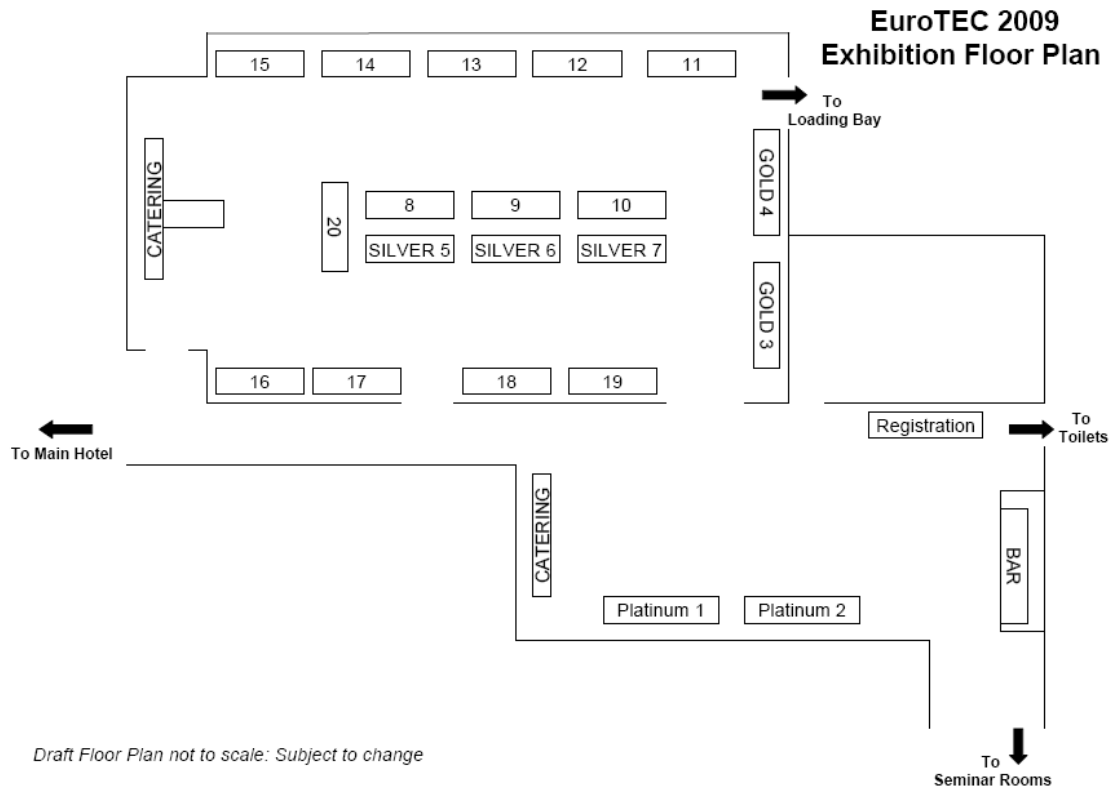 EuroTEC 2009
Exhibition Floor Plan
15
14
13
12
11
To
Loading Bay
CATERING
GOLD 4
20
8
9
10
SILVER 5
SILVER 6
SILVER 7
GOLD 3
16
17
18
19
Registration
To
Toilets
To Main Hotel
CATERING
BAR
Platinum 1
Platinum 2
Draft Floor Plan not to scale: Subject to change
To
Seminar Rooms